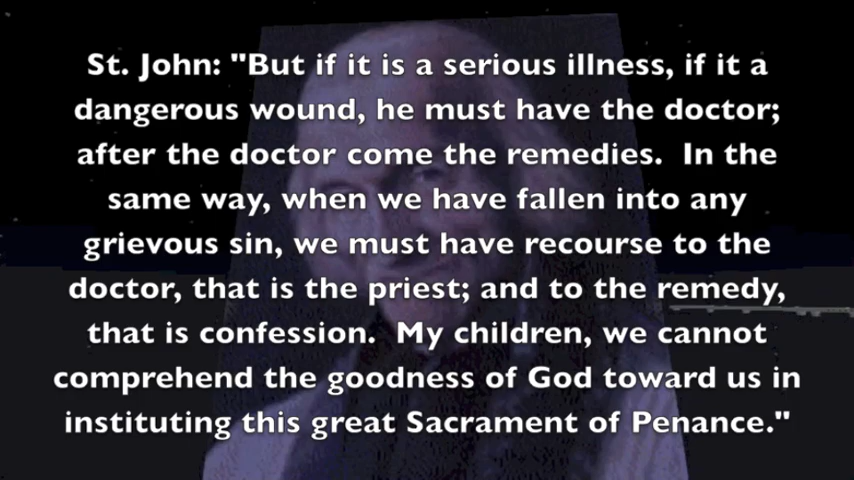 St. John: "But if it is a serious illness, if it a
dangerous wound, he must have the doctor;
after the doctor come the remedies.  In the
same way, when we have fallen into any
grievous sin, we must have recourse to the
doctor, that is the priest; and to the remedy,
that is confession.  My children, we cannot
comprehend the goodness of God toward us in
instituting this great Sacrament of Penance."